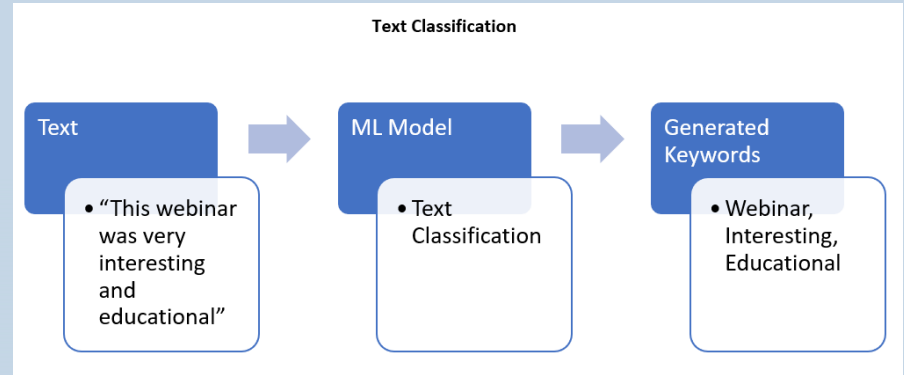 Text Classification
Text
• “This webinar
was very
interesting
and
educational”
ML Model
• Text
Classification
Generated
Keywords
• Webinar,
Interesting,
Educational